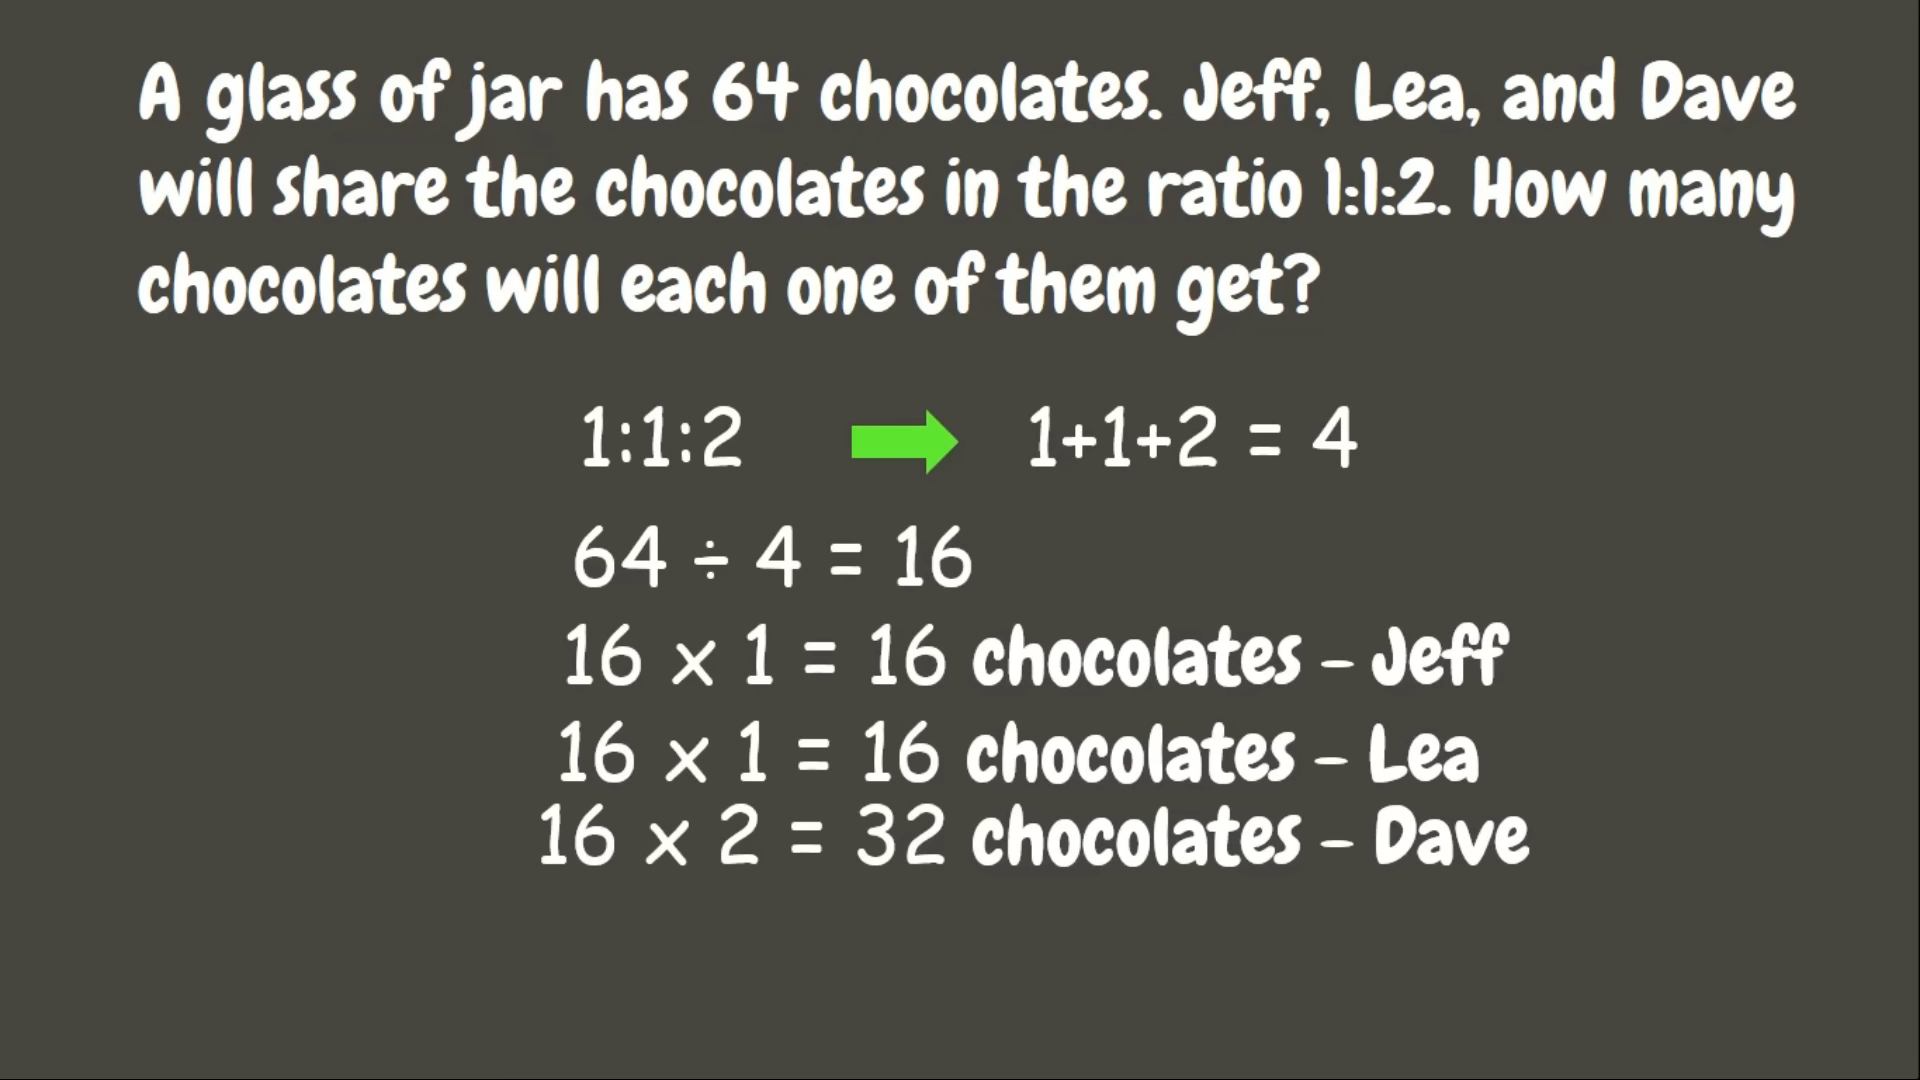 A glass of jar has 64 chocolates. Jeff, Lea, and Dave
will share the chocolates in the ratio 1:1:2. How many
chocolates will each one of them get?
1:1:2 1+1+2 = 4
64 ÷ 4 = 16
16 x 1 = 16 chocolates – Jeff
16 x 1 = 16 chocolates – Lea
16 x 2 = 32 chocolates – Dave